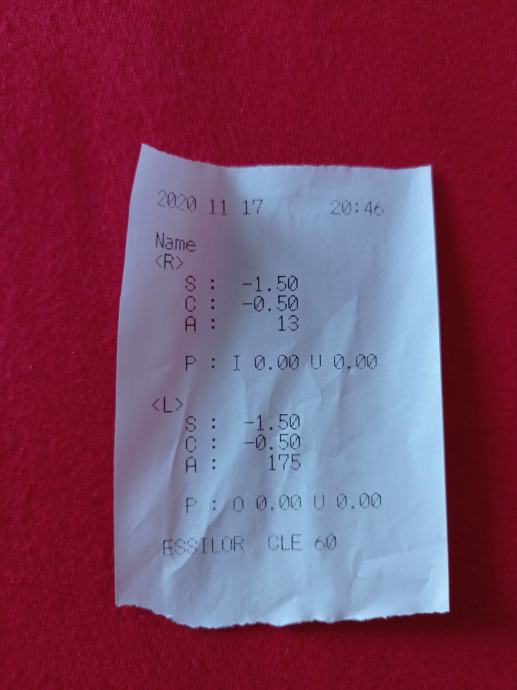 2020 11 17 20:46
Name
<R>
S : -1.50
C : -0.50
A : 13
P : I 0.00 U 0.00
<L>
S : -1.50
C : -0.50
A : 175
P : O 0.00 U 0.00
ESSILOR CLE 60